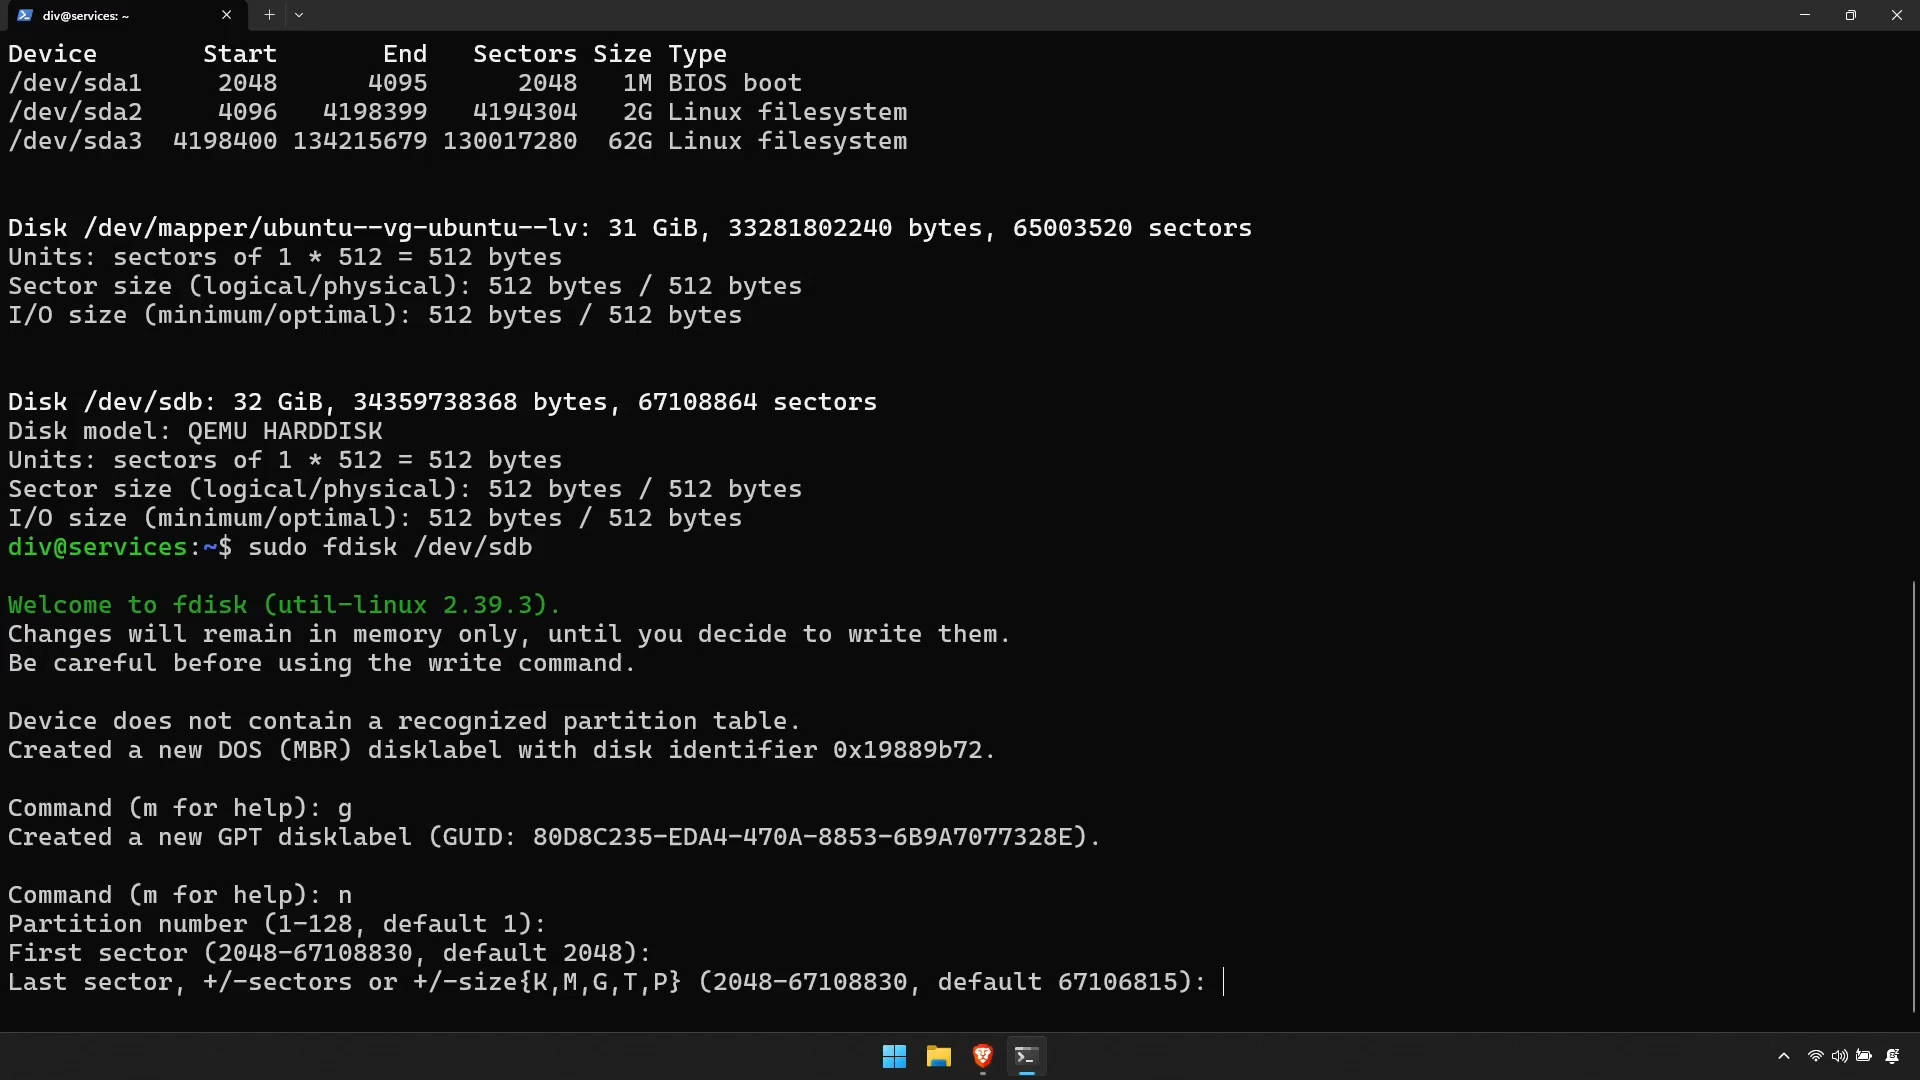 div@services: ~
Device       Start       End   Sectors Size Type
/dev/sda1     2048      4095      2048   1M BIOS boot
/dev/sda2     4096   4198399   4194304   2G Linux filesystem
/dev/sda3  4198400 134215679 130017280  62G Linux filesystem
Disk /dev/mapper/ubuntu--vg-ubuntu--lv: 31 GiB, 33281802240 bytes, 65003520 sectors
Units: sectors of 1 * 512 = 512 bytes
Sector size (logical/physical): 512 bytes / 512 bytes
I/O size (minimum/optimal): 512 bytes / 512 bytes
Disk /dev/sdb: 32 GiB, 34359738368 bytes, 67108864 sectors
Disk model: QEMU HARDDISK
Units: sectors of 1 * 512 = 512 bytes
Sector size (logical/physical): 512 bytes / 512 bytes
I/O size (minimum/optimal): 512 bytes / 512 bytes
div@services:~$ sudo fdisk /dev/sdb
Welcome to fdisk (util-linux 2.39.3).
Changes will remain in memory only, until you decide to write them.
Be careful before using the write command.
Device does not contain a recognized partition table.
Created a new DOS (MBR) disklabel with disk identifier 0x19889b72.
Command (m for help): g
Created a new GPT disklabel (GUID: 80D8C235-EDA4-470A-8853-6B9A7077328E).
Command (m for help): n
Partition number (1-128, default 1):
First sector (2048-67108830, default 2048):
Last sector, +/-sectors or +/-size{K,M,G,T,P} (2048-67108830, default 67106815):